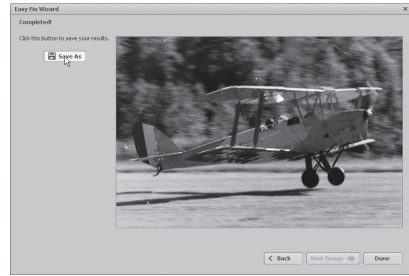 Easy Fix Wizard
Completed!
Click this button to save your results.
Save As
Back
Next Image
Done